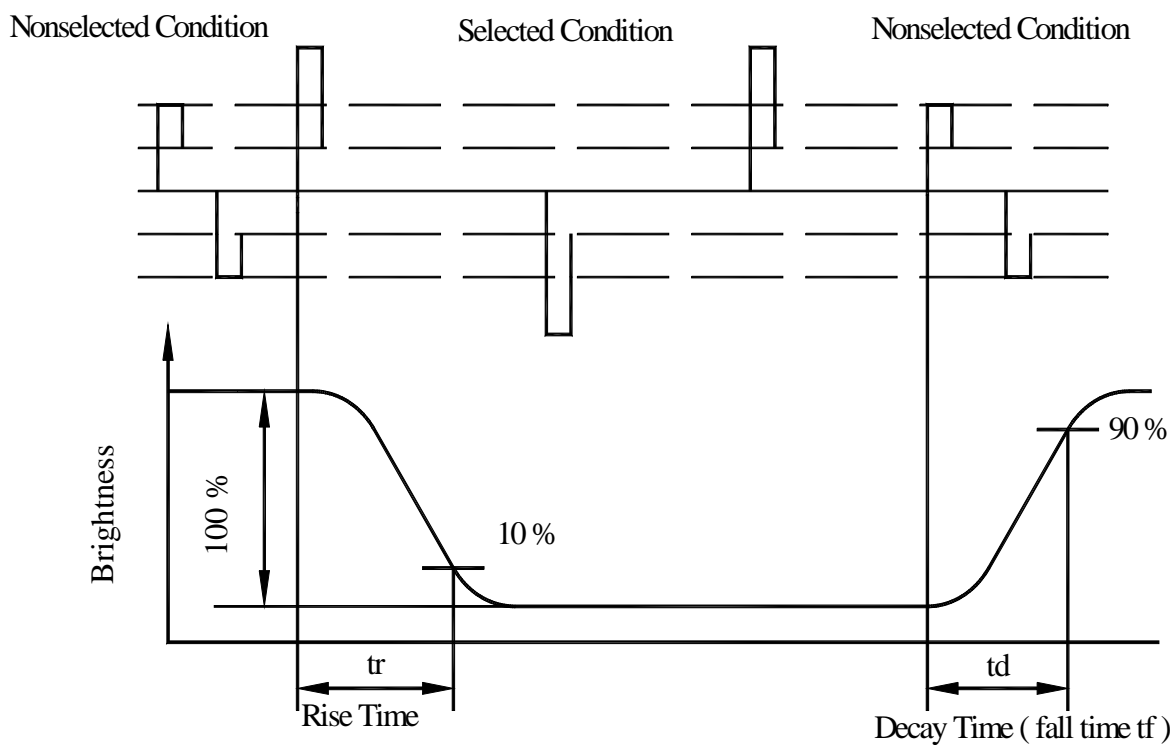 Nonselected Condition
Selected Condition
Nonselected Condition
Brightness
100 %
10 %
90 %
tr
Rise Time
td
Decay Time ( fall time tf )